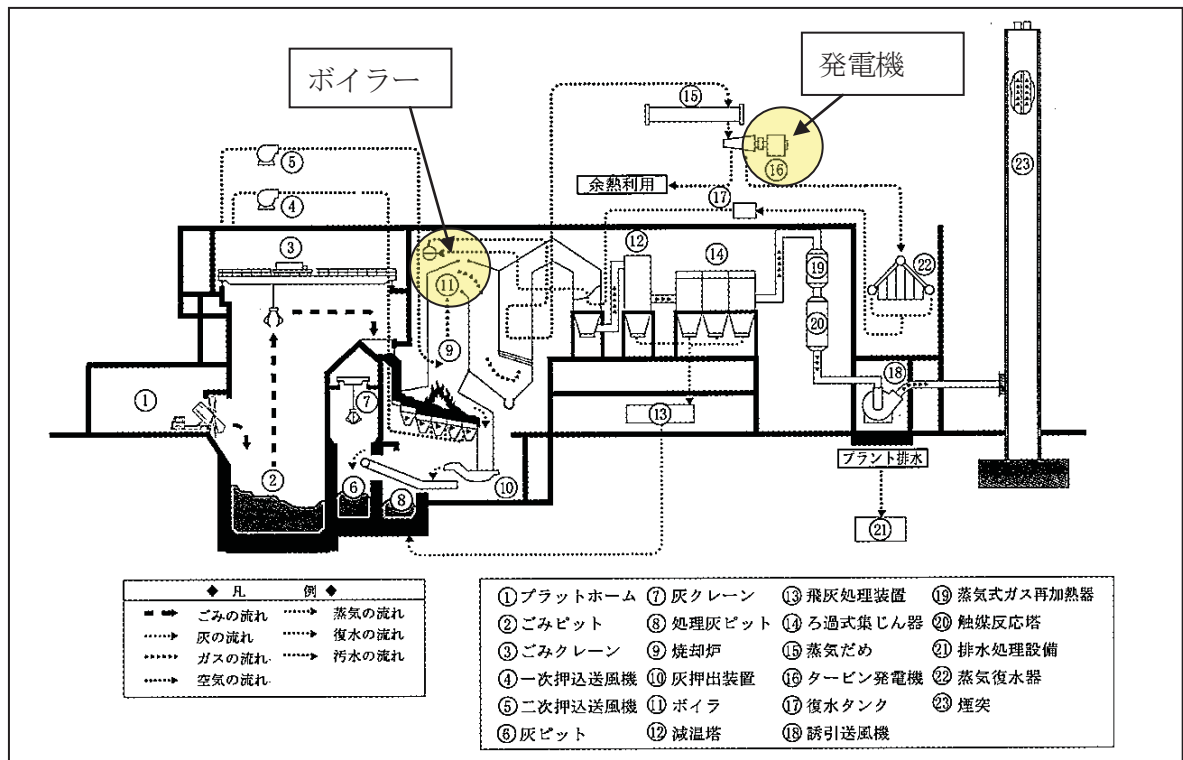 ボイラー
発電機
⑮
⑤
⑯
余熱利用
⑰
④
㉓
③
⑫
⑭
⑲
㉒
⑪
⑳
⑨
①
⑦
⑱
⑬
②
⑥
⑧
⑩
プラント排水
㉑
◆ 凡 例 ◆
ごみの流れ 蒸気の流れ
灰の流れ 復水の流れ
ガスの流れ 汚水の流れ
空気の流れ
①プラットホーム ⑦灰クレーン ⑬飛灰処理装置 ⑲蒸気式ガス再加熱器
②ごみピット ⑧処理灰ピット ⑭ろ過式集じん器 ⑳触媒反応塔
③ごみクレーン ⑨焼却炉 ⑮蒸気だめ ㉑排水処理設備
④一次押込送風機 ⑩灰押出装置 ⑯タービン発電機 ㉒蒸気復水器
⑤二次押込送風機 ⑪ボイラ ⑰復水タンク ㉓煙突
⑥灰ピット ⑫減温塔 ⑱誘引送風機